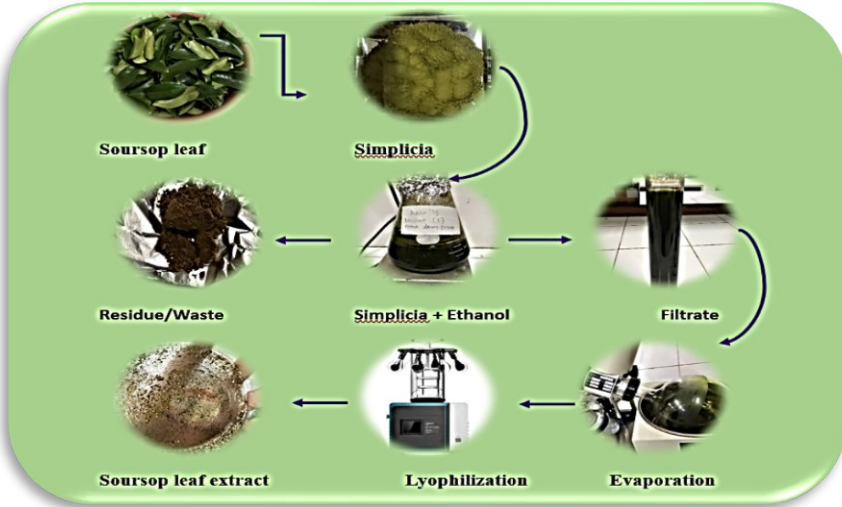 Soursop leaf
Simplicia
Residue/Waste
Simplicia + Ethanol
Filtrate
Soursop leaf extract
Lyophilization
Evaporation